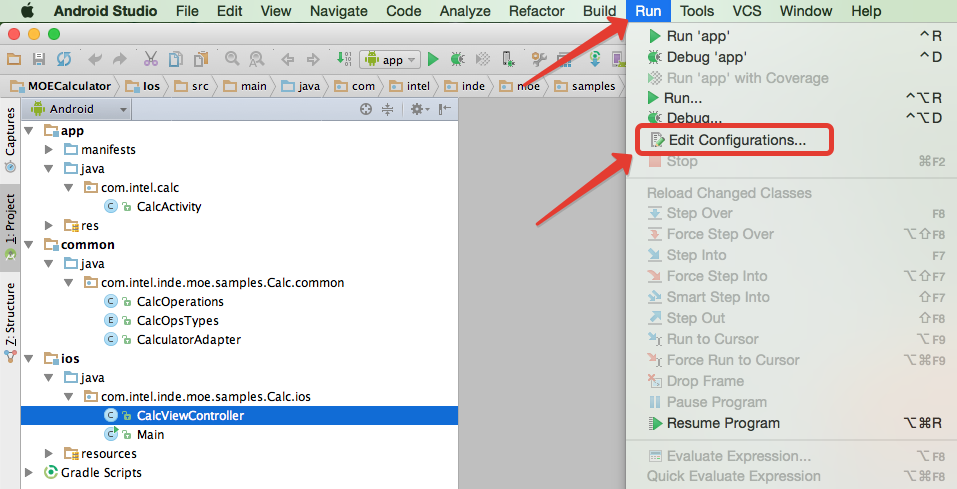 Android Studio File Edit View Navigate Code Analyze Refactor Build Run Tools VCS Window Help
app
MOECalculator Ios src main java com intel inde moe samples
Android
Captures
1: Project
Z: Structure
app
manifests
java
com.intel.calc
CalcActivity
res
common
java
com.intel.inde.moe.samples.Calc.common
CalcOperations
CalcOpsTypes
CalculatorAdapter
ios
java
com.intel.inde.moe.samples.Calc.ios
CalcViewController
Main
resources
Gradle Scripts
Run 'app' ⌃R
Debug 'app' ⌃D
Run 'app' with Coverage
Run... ⌃⌥R
Debug... ⌃⌥D
Edit Configurations...
Stop ⌘F2
Reload Changed Classes
Step Over F8
Force Step Over ⌥⇧F8
Step Into F7
Force Step Into ⌥⇧F7
Smart Step Into ⇧F7
Step Out ⇧F8
Run to Cursor ⌥F9
Force Run to Cursor ⌥⌘F9
Drop Frame
Pause Program
Resume Program ⌥⌘R
Evaluate Expression... ⌥F8
Quick Evaluate Expression ⌥⌘F8